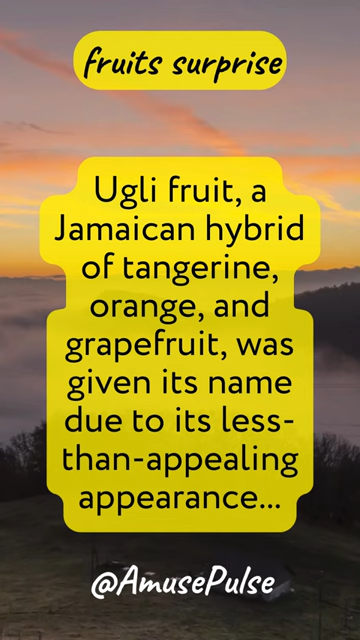 fruits surprise
Ugli fruit, a
Jamaican hybrid
of tangerine,
orange, and
grapefruit, was
given its name
due to its less-
than-appealing
appearance...
@AmusePulse